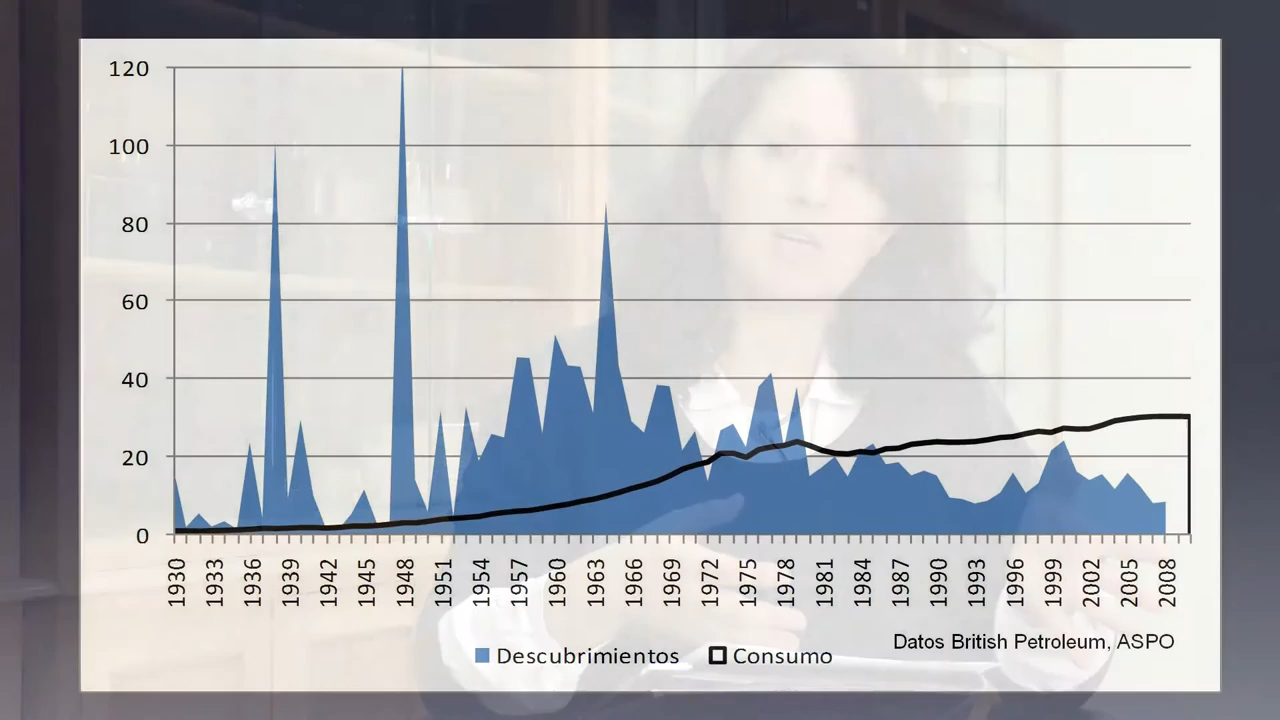 120
100
80
60
40
20
0
1930 1933 1936 1939 1942 1945 1948 1951 1954 1957 1960 1963 1966 1969 1972 1975 1978 1981 1984 1987 1990 1993 1996 1999 2002 2005 2008
Datos British Petroleum, ASPO
Descubrimientos Consumo